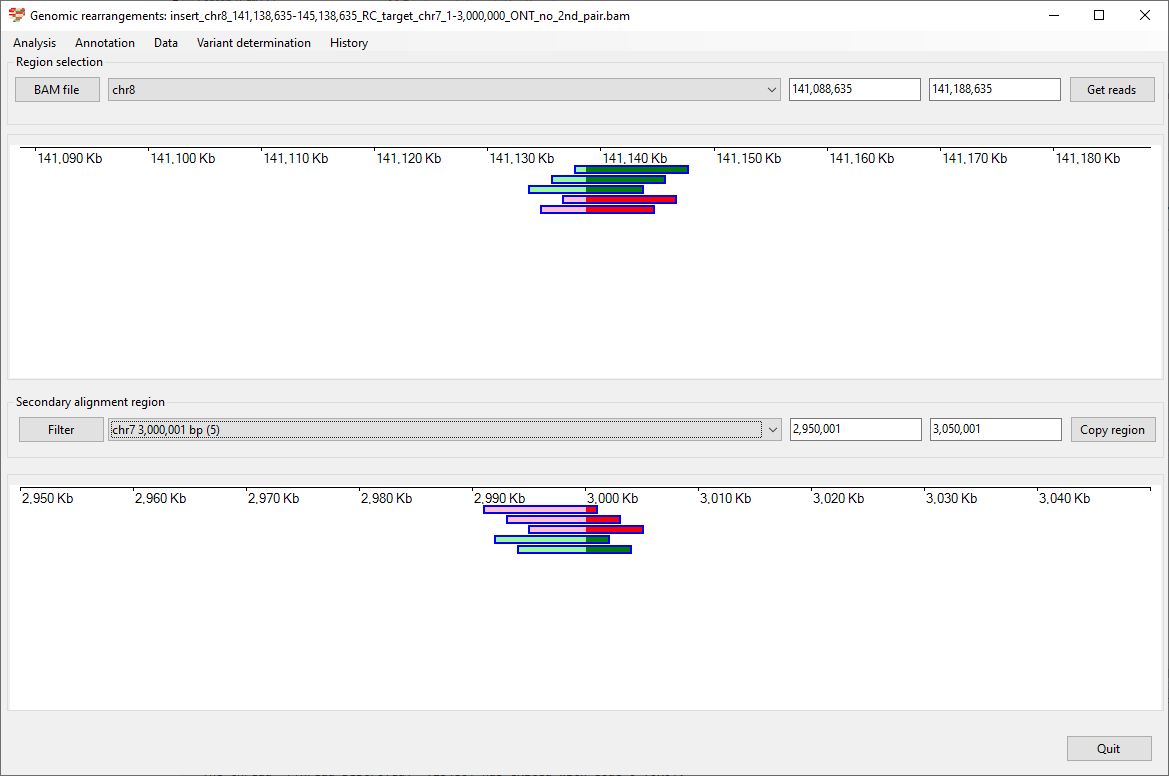 Genomic rearrangements: insert_chr8_141,138,635-145,138,635_RC_target_chr7_1-3,000,000_ONT_no_2nd_pair.bam
Analysis Annotation Data Variant determination History
Region selection
BAM file chr8 141,088,635 141,188,635 Get reads
141,090 Kb 141,100 Kb 141,110 Kb 141,120 Kb 141,130 Kb 141,140 Kb 141,150 Kb 141,160 Kb 141,170 Kb 141,180 Kb
Secondary alignment region
Filter chr7 3,000,001 bp (5) 2,950,001 3,050,001 Copy region
2,950 Kb 2,960 Kb 2,970 Kb 2,980 Kb 2,990 Kb 3,000 Kb 3,010 Kb 3,020 Kb 3,030 Kb 3,040 Kb
Quit